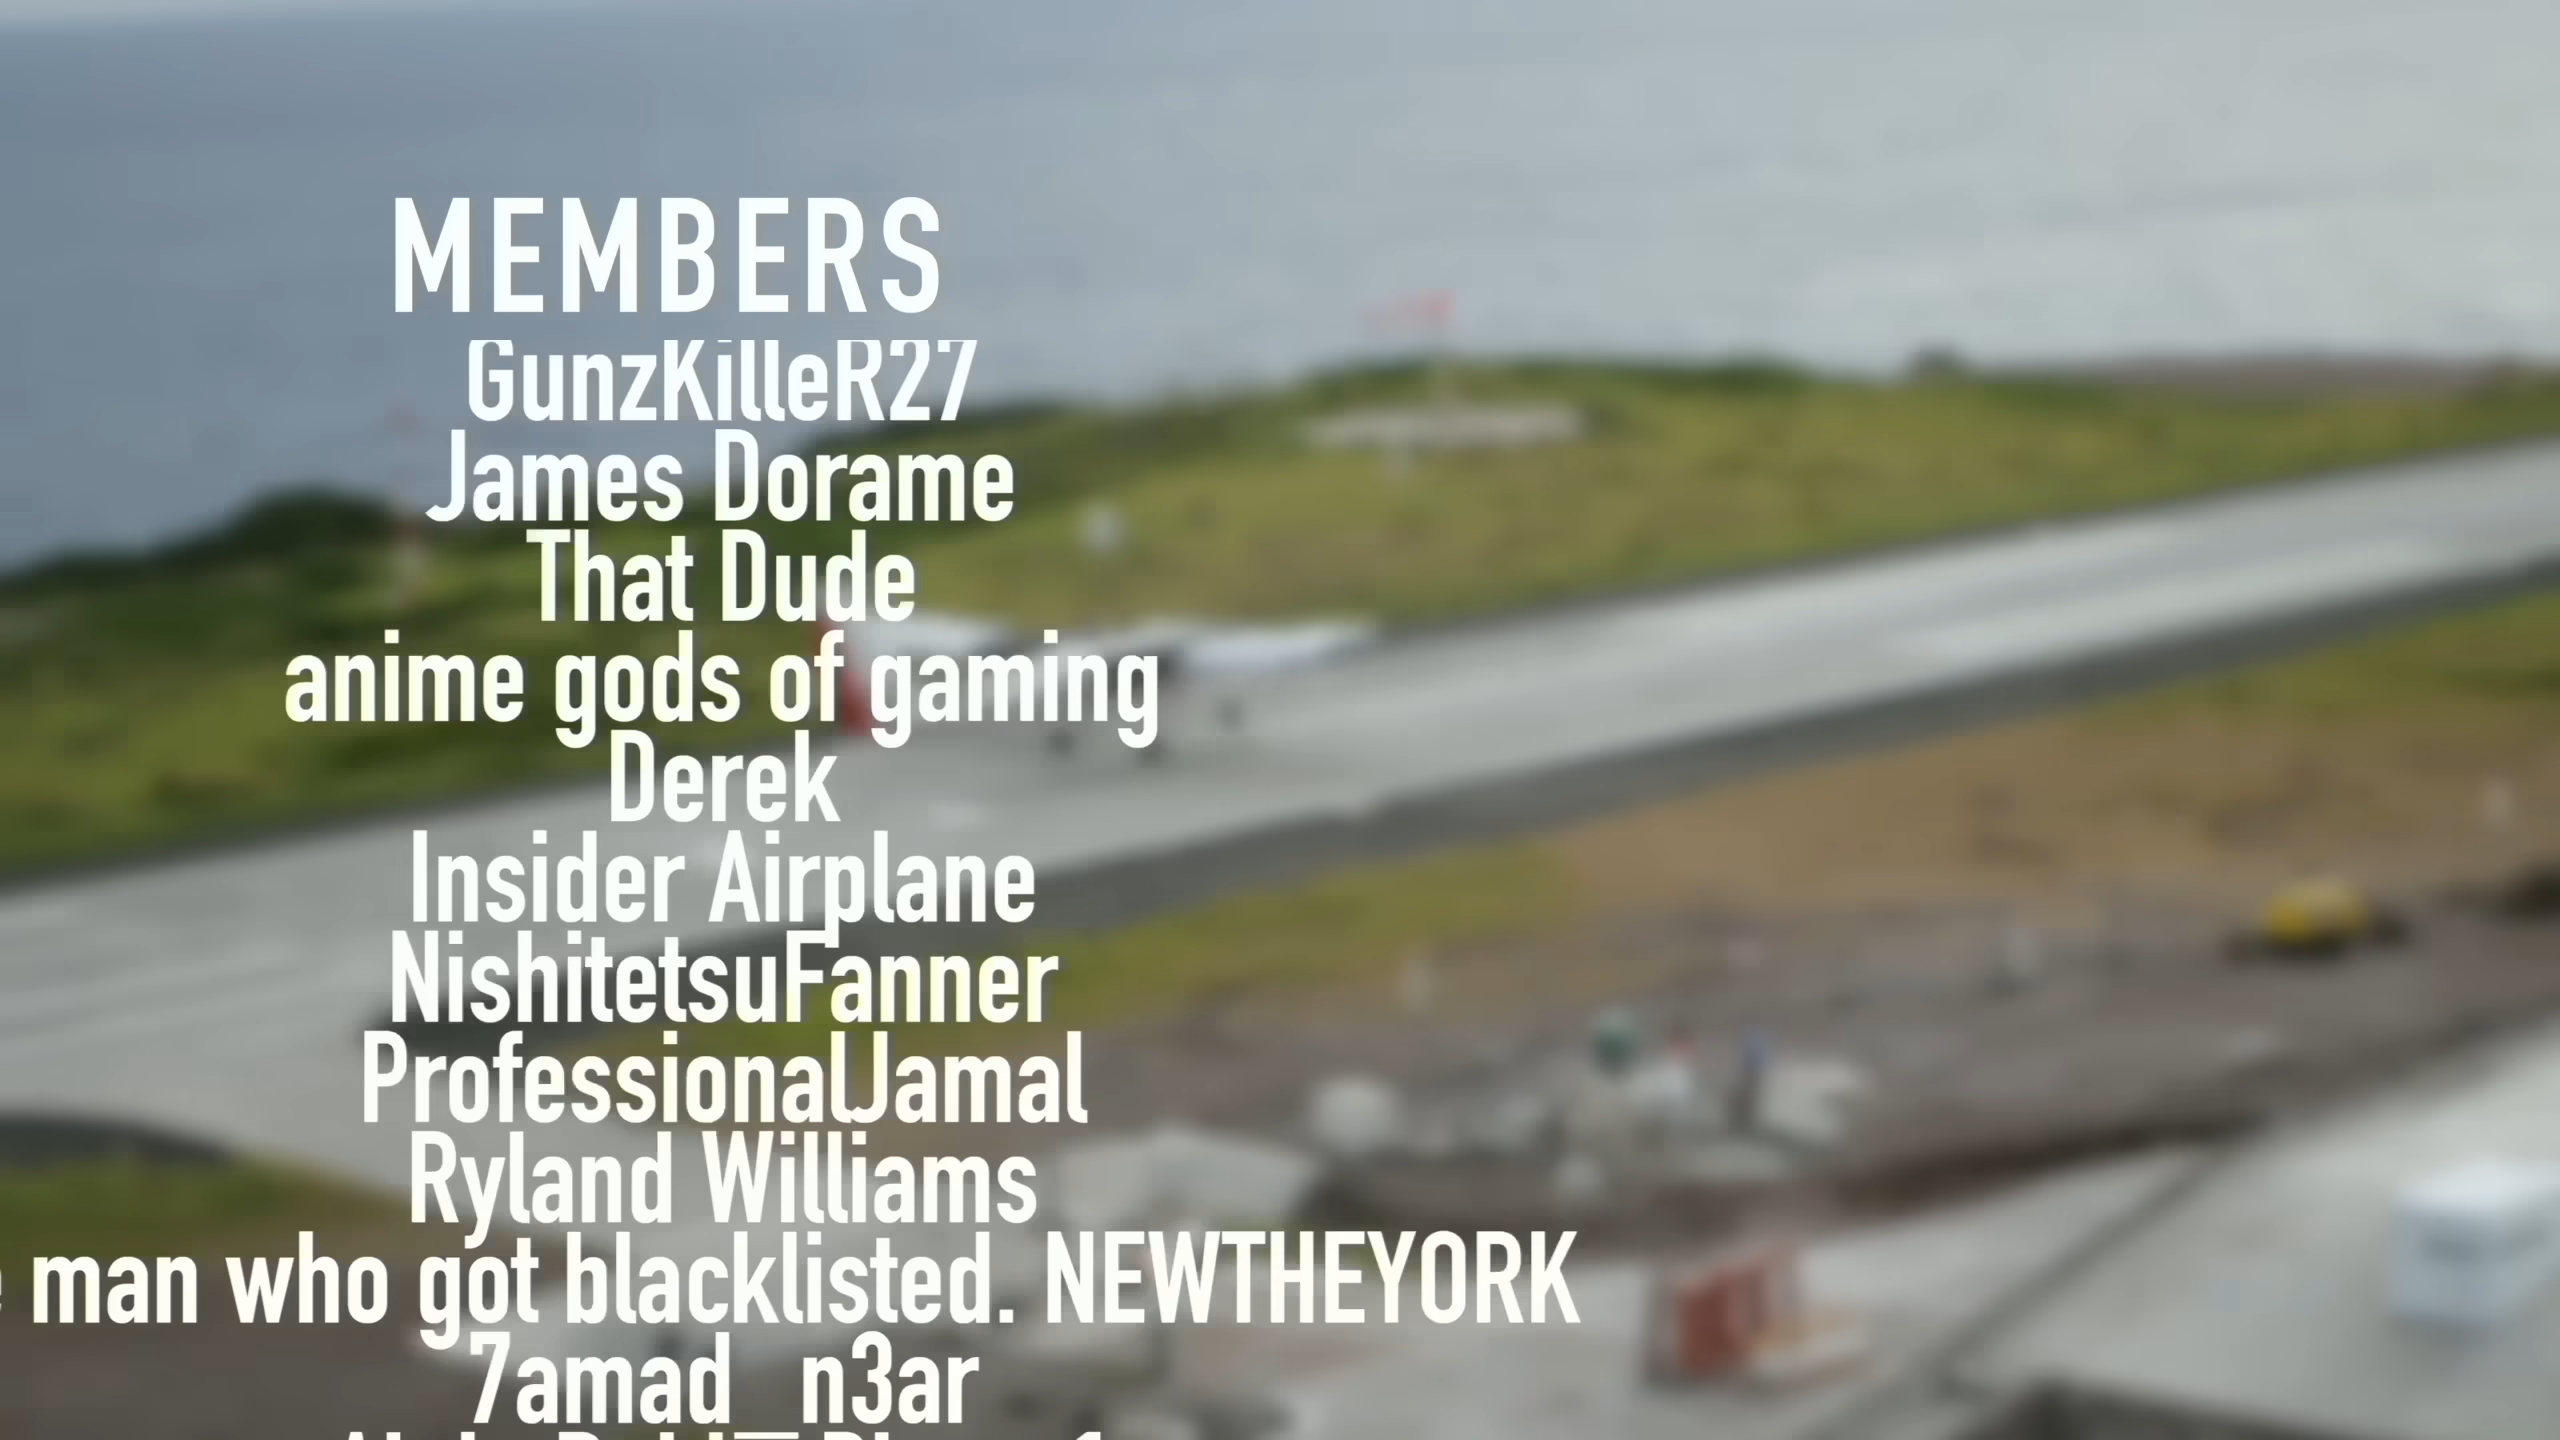 MEMBERS
GunzKilleR27
James Dorame
That Dude
anime gods of gaming
Derek
Insider Airplane
NishitetsuFanner
ProfessionalJamal
Ryland Williams
man who got blacklisted. NEWTHEYORK
7amad_n3ar